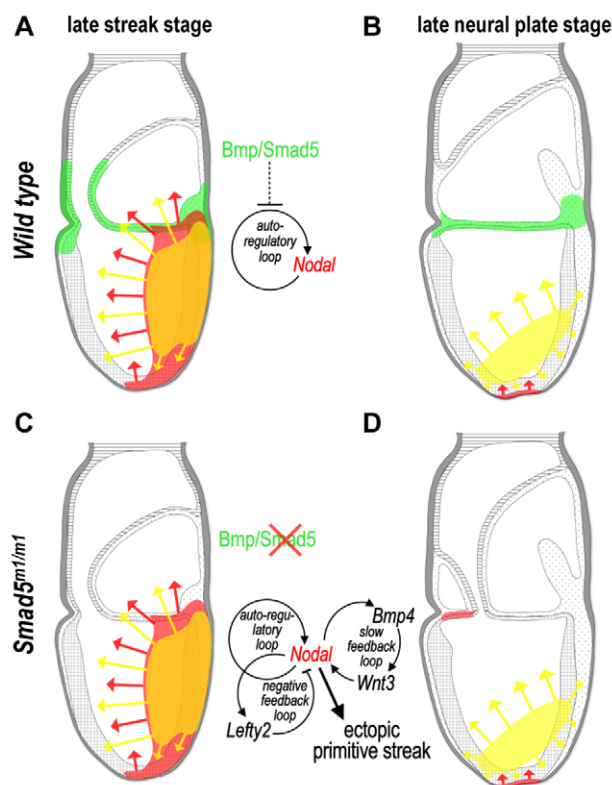 A
late streak stage
B
late neural plate stage
Wild type
Bmp/Smad5
auto-
regulatory
loop
Nodal
C
D
Smad5m1/m1
Bmp/Smad5
auto-regu-
latory
loop
Nodal
Bmp4
slow
feedback
loop
Wnt3
negative
feedback
loop
Lefty2
ectopic
primitive streak